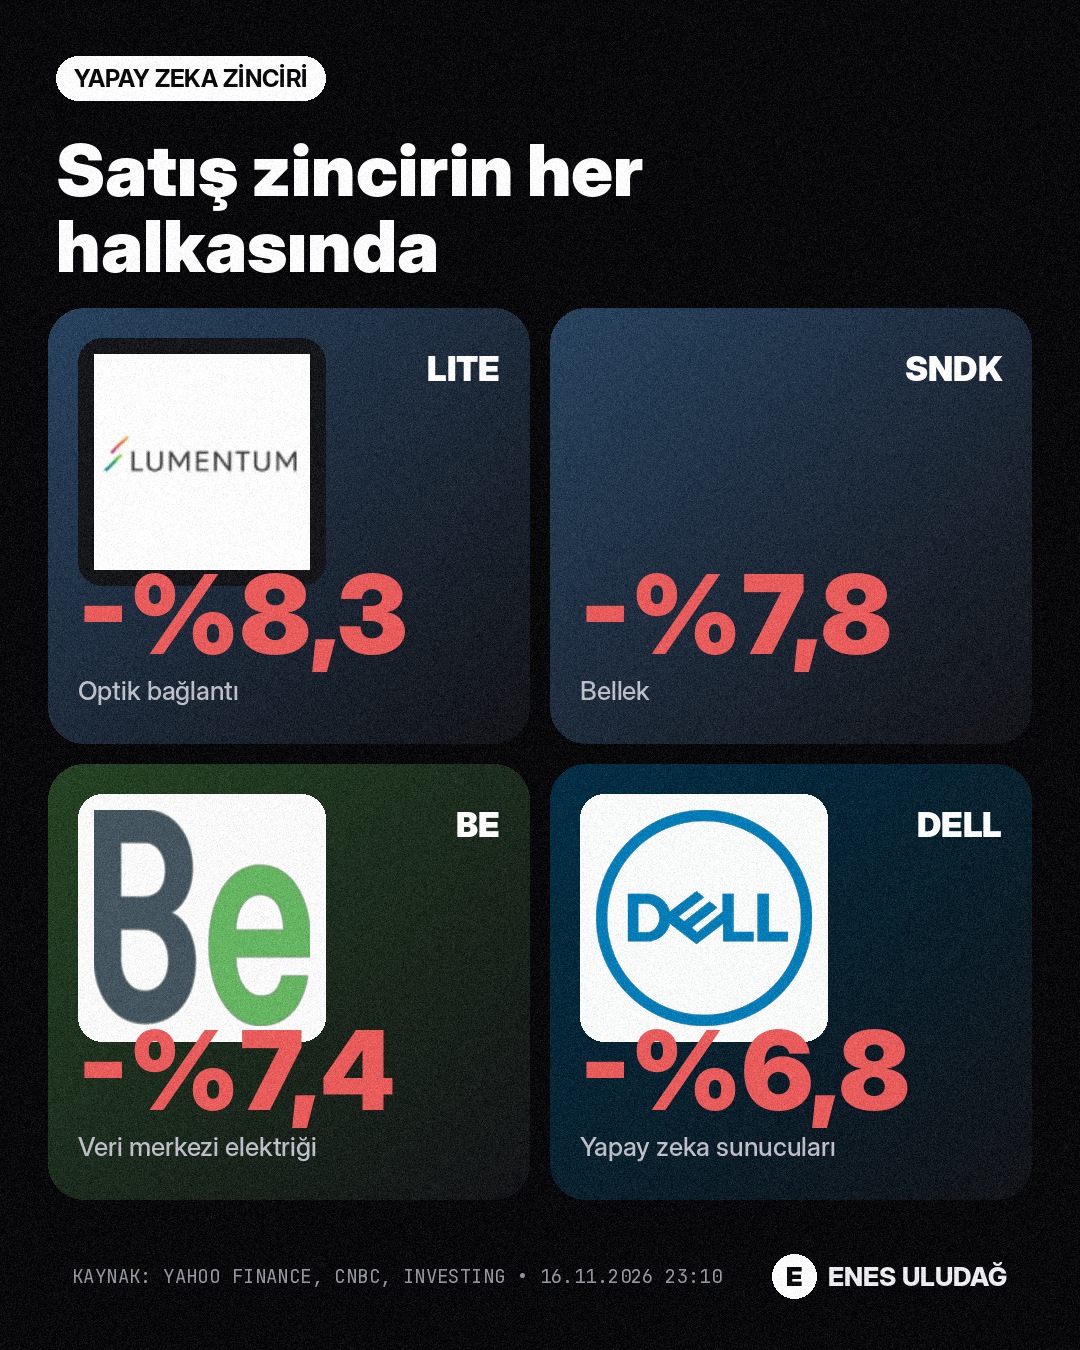 YAPAY ZEKA ZİNCİRİ
Satış zincirin her
halkasında
LUMENTUM
LITE
-%8,3
Optik bağlantı
SNDK
-%7,8
Bellek
Be
BE
-%7,4
Veri merkezi elektriği
DELL
DELL
-%6,8
Yapay zeka sunucuları
KAYNAK: YAHOO FINANCE, CNBC, INVESTING • 16.11.2026 23:10
E ENES ULUDAĞ